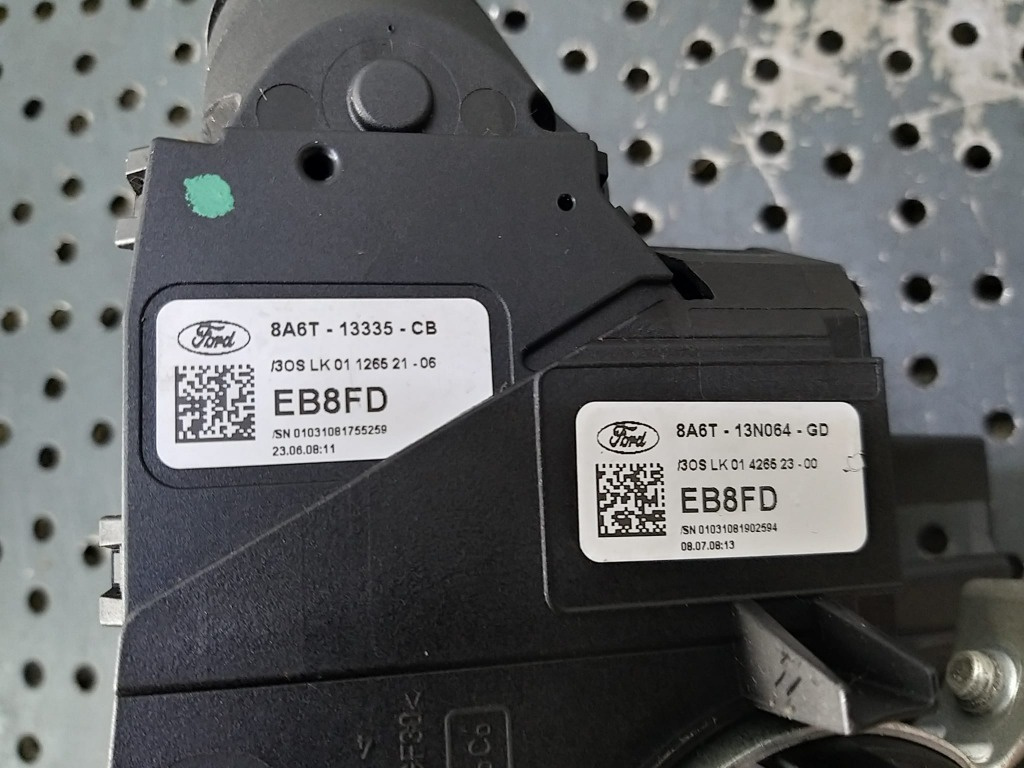 Ford
8A6T - 13335 - CB
/3OS LK 01 1265 21 - 06
EB8FD
/SN 01031081755259
23.06.08:11
Ford
8A6T - 13N064 - GD
/3OS LK 01 4265 23 - 00
EB8FD
/SN 01031081902594
08.07.08:13